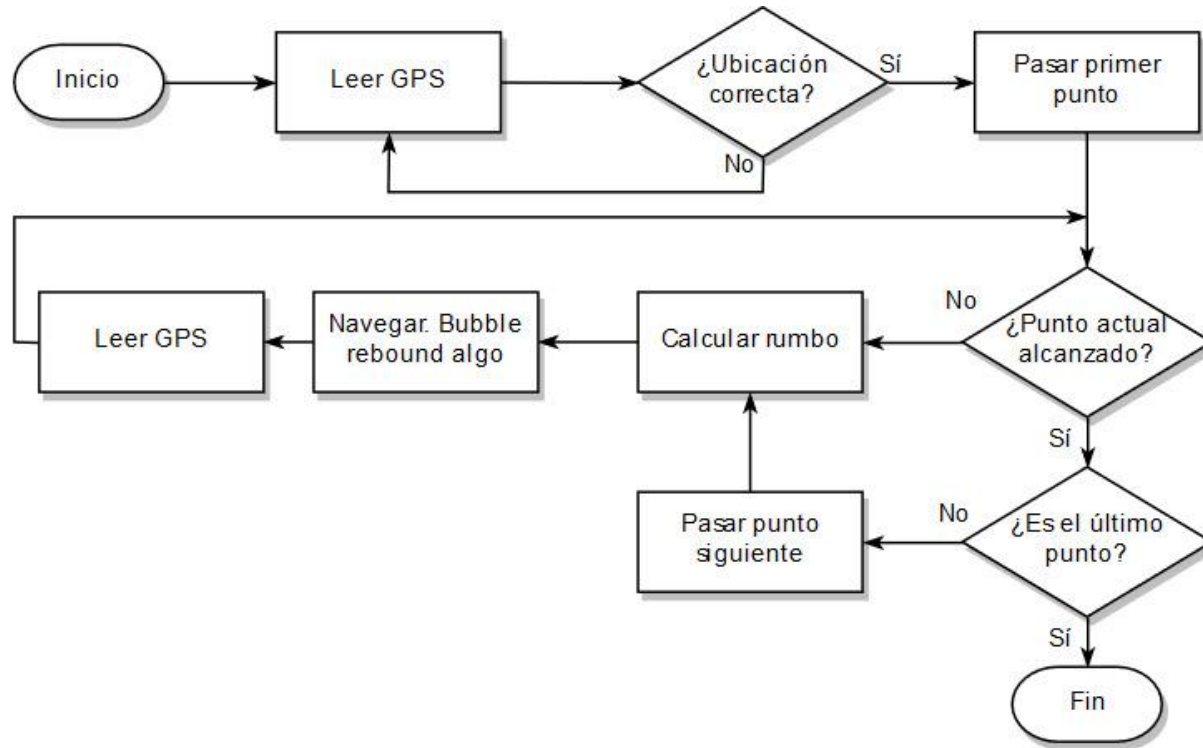 Inicio
Leer GPS
¿Ubicación
correcta?
Sí
Pasar primer
punto
No
No
¿Punto actual
alcanzado?
Calcular rumbo
Navegar. Bubble
rebound algo
Leer GPS
Sí
No
¿Es el último
punto?
Pasar punto
siguiente
Sí
Fin